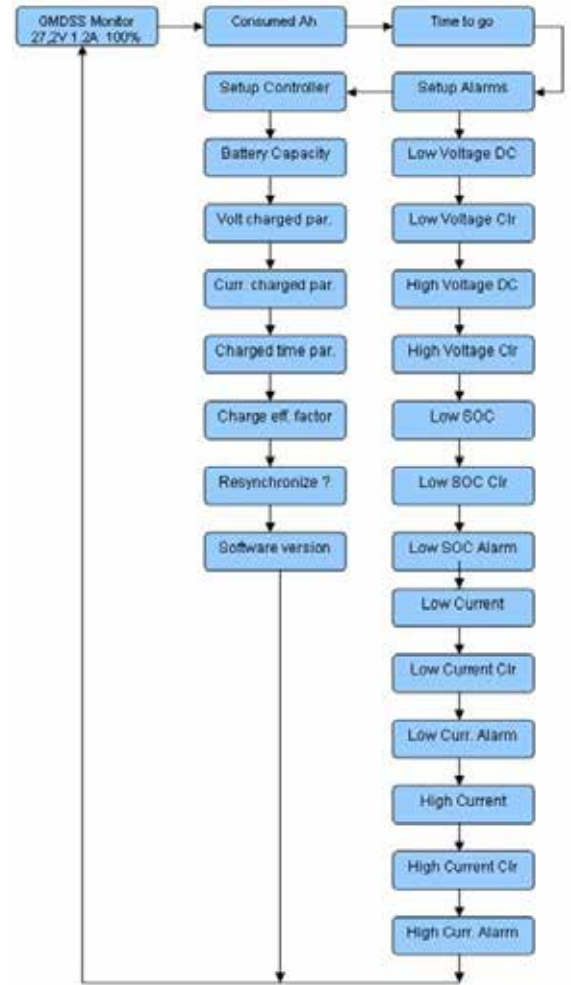 GMDSS Monitor
27,2V 1,2A 100%
Consumed Ah
Time to go
Setup Controller
Setup Alarms
Battery Capacity
Low Voltage DC
Volt charged par.
Low Voltage Clr
Curr. charged par.
High Voltage DC
Charged time par.
High Voltage Clr
Charge eff. factor
Low SOC
Resynchronize ?
Low SOC Clr
Software version
Low SOC Alarm
Low Current
Low Current Clr
Low Curr. Alarm
High Current
High Current Clr
High Curr. Alarm